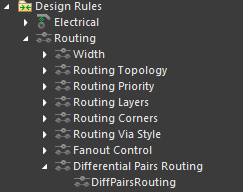 Design Rules
Electrical
Routing
Width
Routing Topology
Routing Priority
Routing Layers
Routing Corners
Routing Via Style
Fanout Control
Differential Pairs Routing
DiffPairsRouting